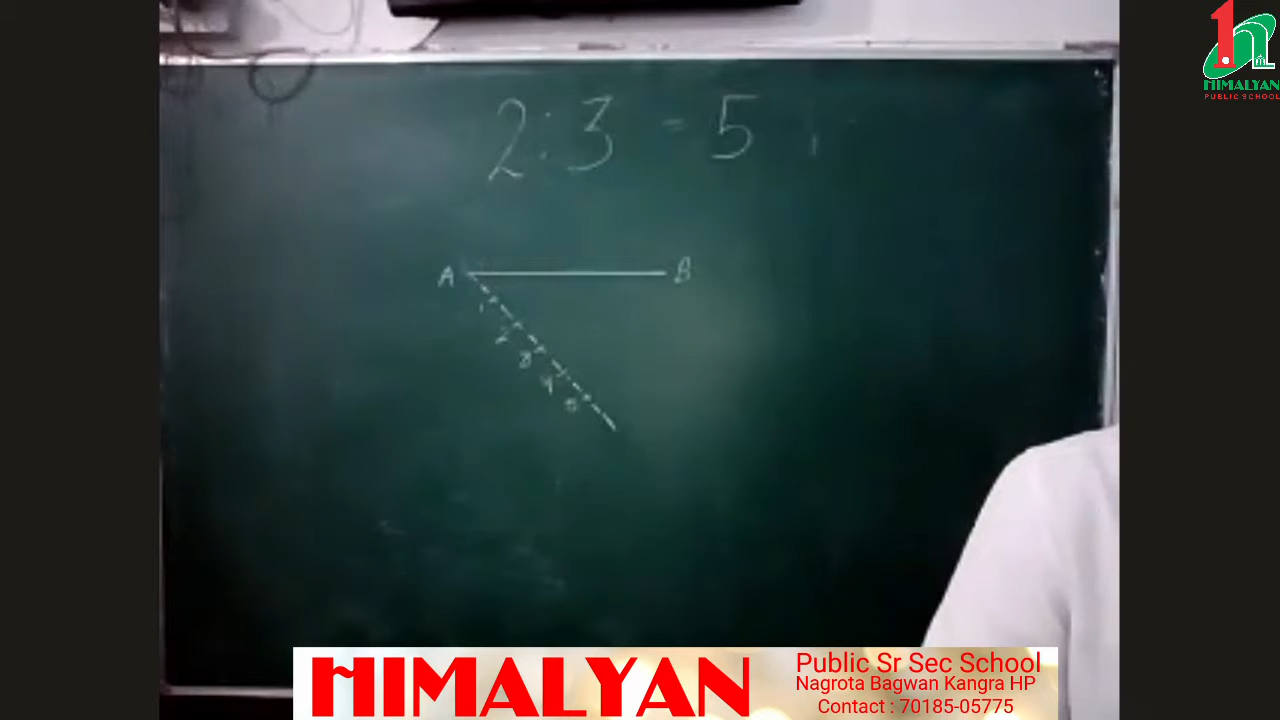 HIMALYAN
PUBLIC SCHOOL
2:3 = 5
A B
1
2
3
4
5
HIMALYAN
Public Sr Sec School
Nagrota Bagwan Kangra HP
Contact : 70185-05775